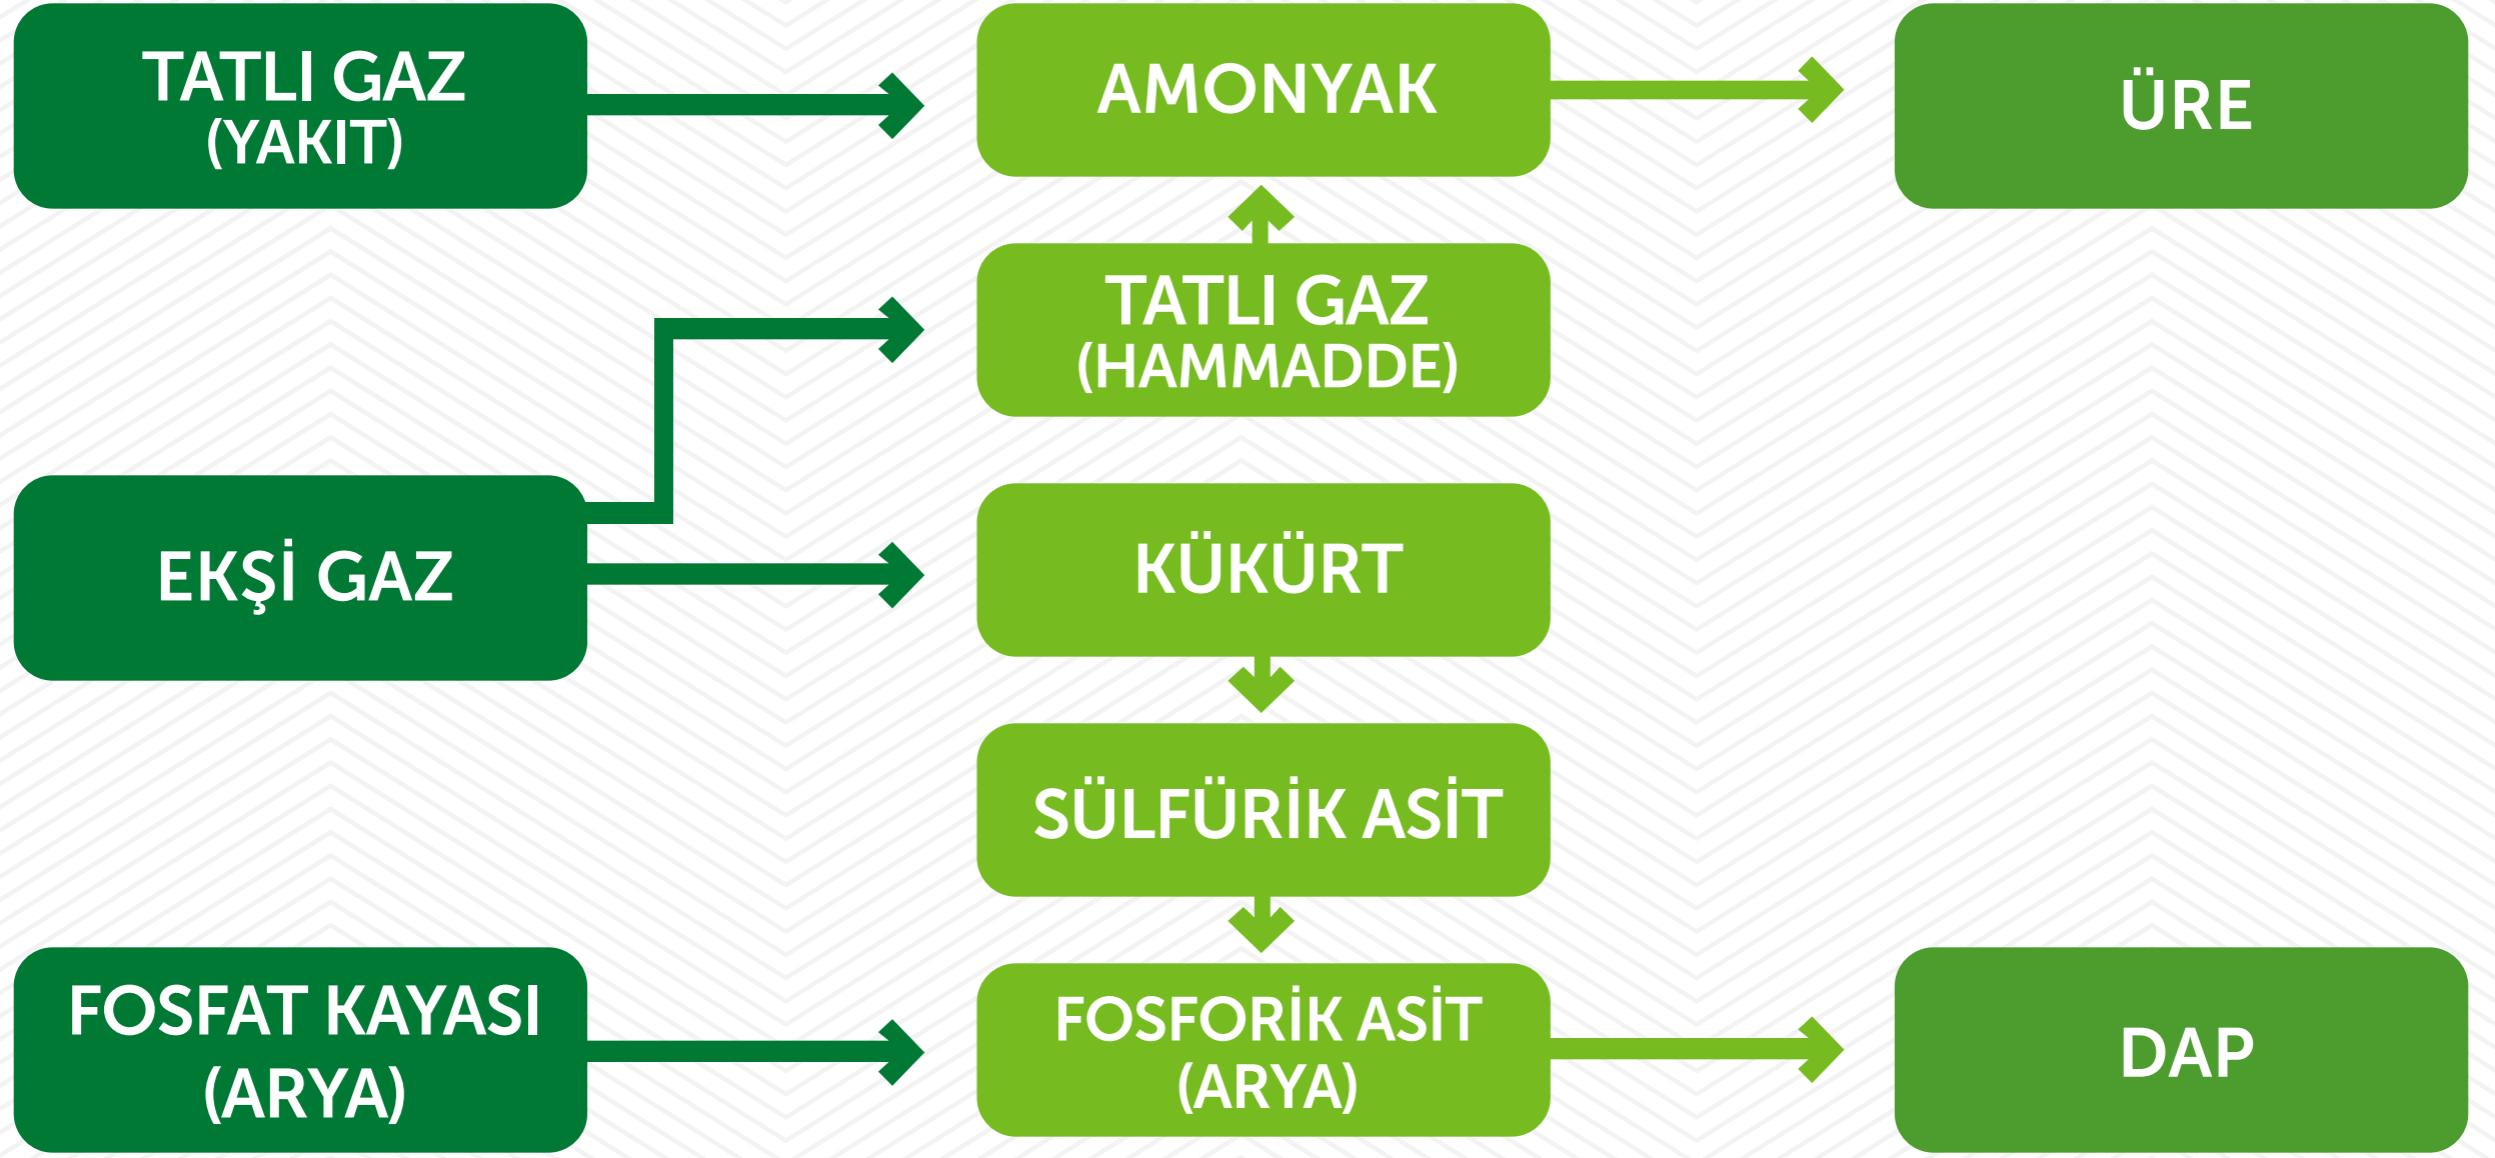 TATLI GAZ
(YAKIT)
AMONYAK
ÜRE
TATLI GAZ
(HAMMADDE)
EKŞİ GAZ
KÜKÜRT
SÜLFÜRİK ASİT
FOSFAT KAYASI
(ARYA)
FOSFORİK ASİT
(ARYA)
DAP